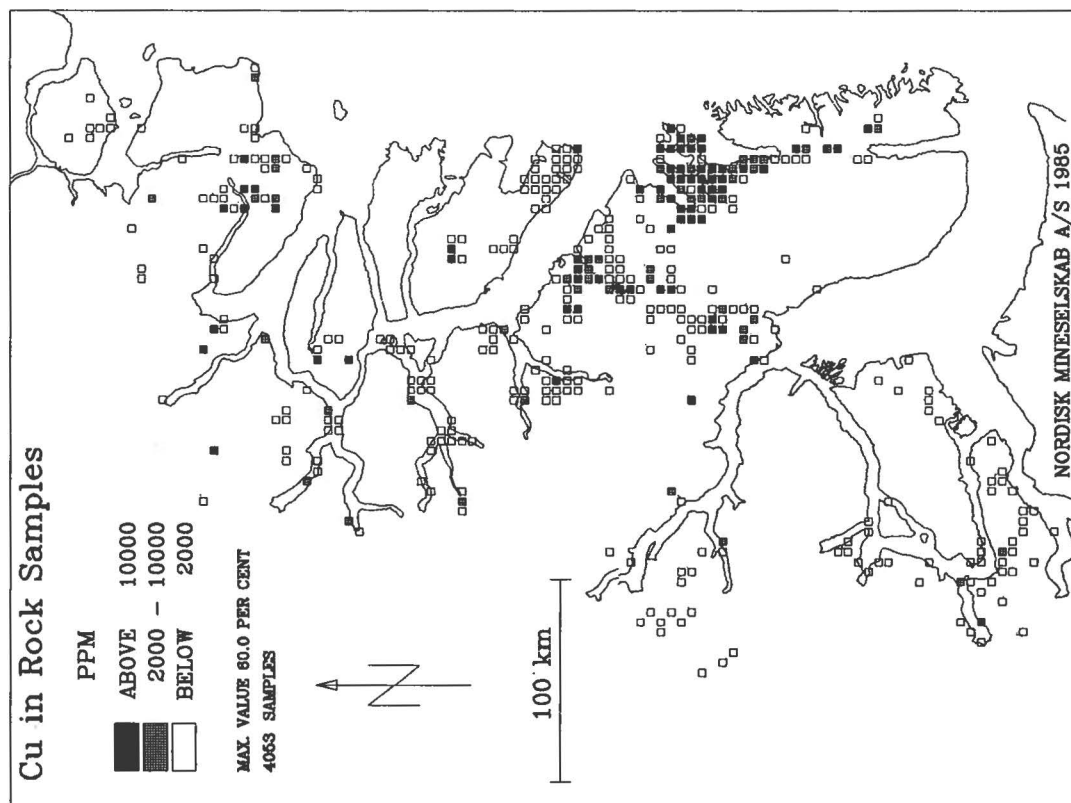 Cu in Rock Samples
PPM
ABOVE 10000
2000 - 10000
BELOW 2000
MAX. VALUE 60.0 PER CENT
4063 SAMPLES
N
100 km
NORDISK MINESELSKAB A/S 1985